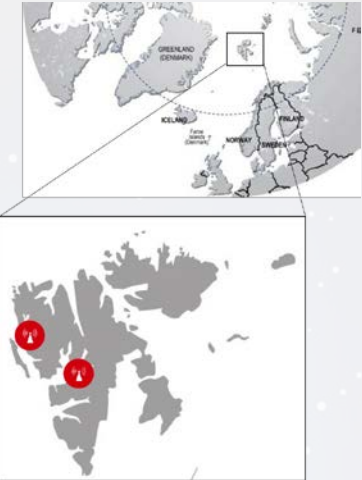 GREENLAND
(DENMARK)
ICELAND
Faroe
Islands
(Denmark)
NORWAY
SWEDEN
FINLAND